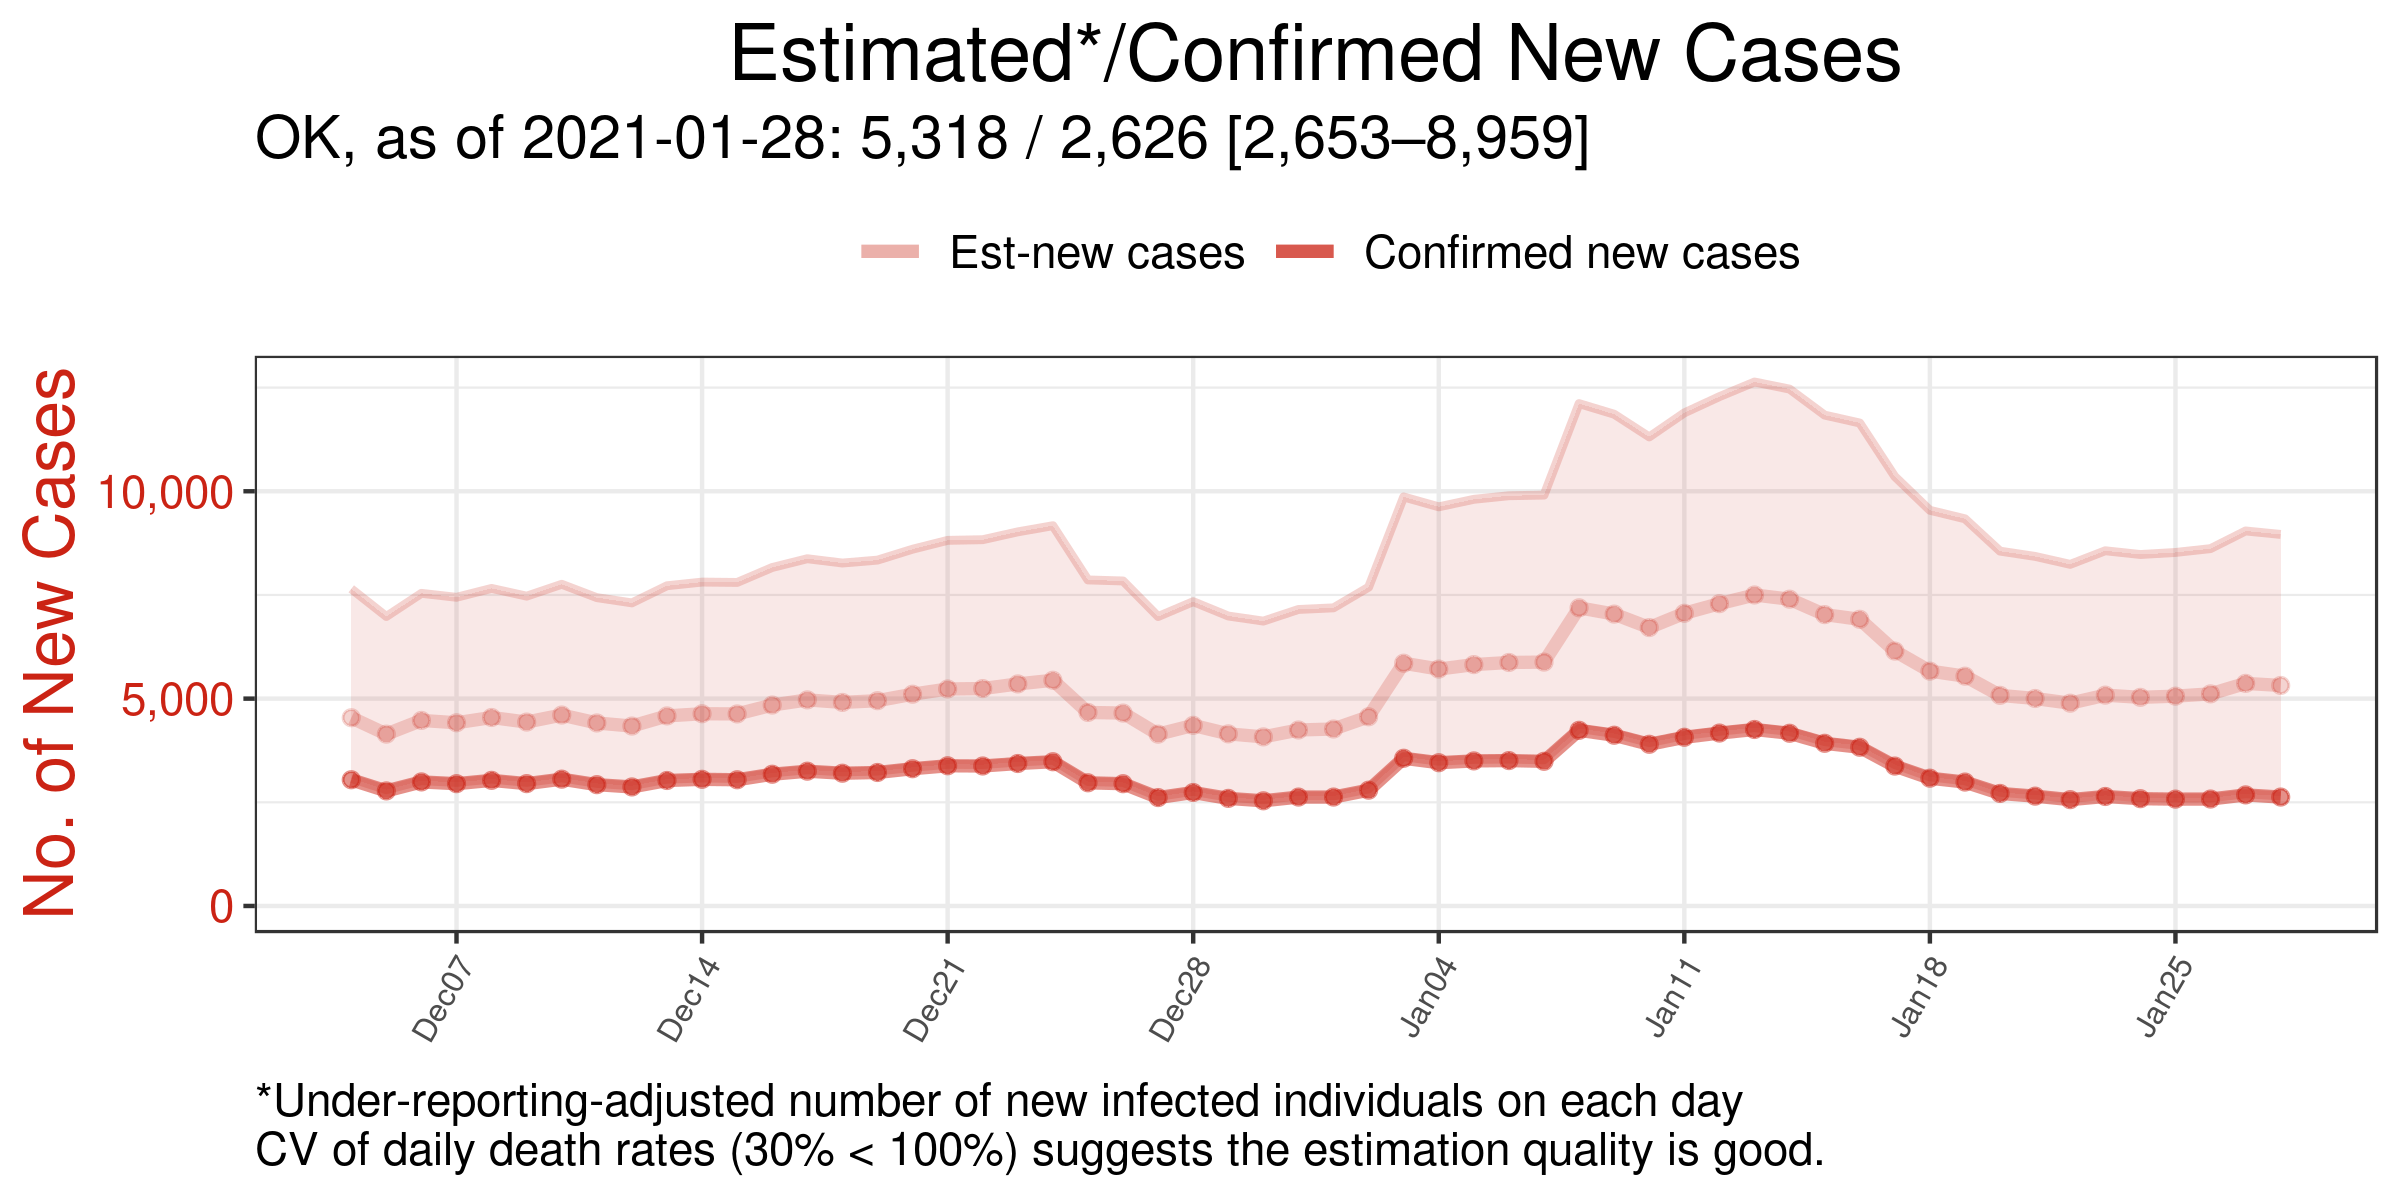 Estimated*/Confirmed New Cases
OK, as of 2021-01-28: 5,318 / 2,626 [2,653–8,959]
Est-new cases Confirmed new cases
No. of New Cases
10,000
5,000
0
Dec07 Dec14 Dec21 Dec28 Jan04 Jan11 Jan18 Jan25
*Under-reporting-adjusted number of new infected individuals on each day
CV of daily death rates (30% < 100%) suggests the estimation quality is good.